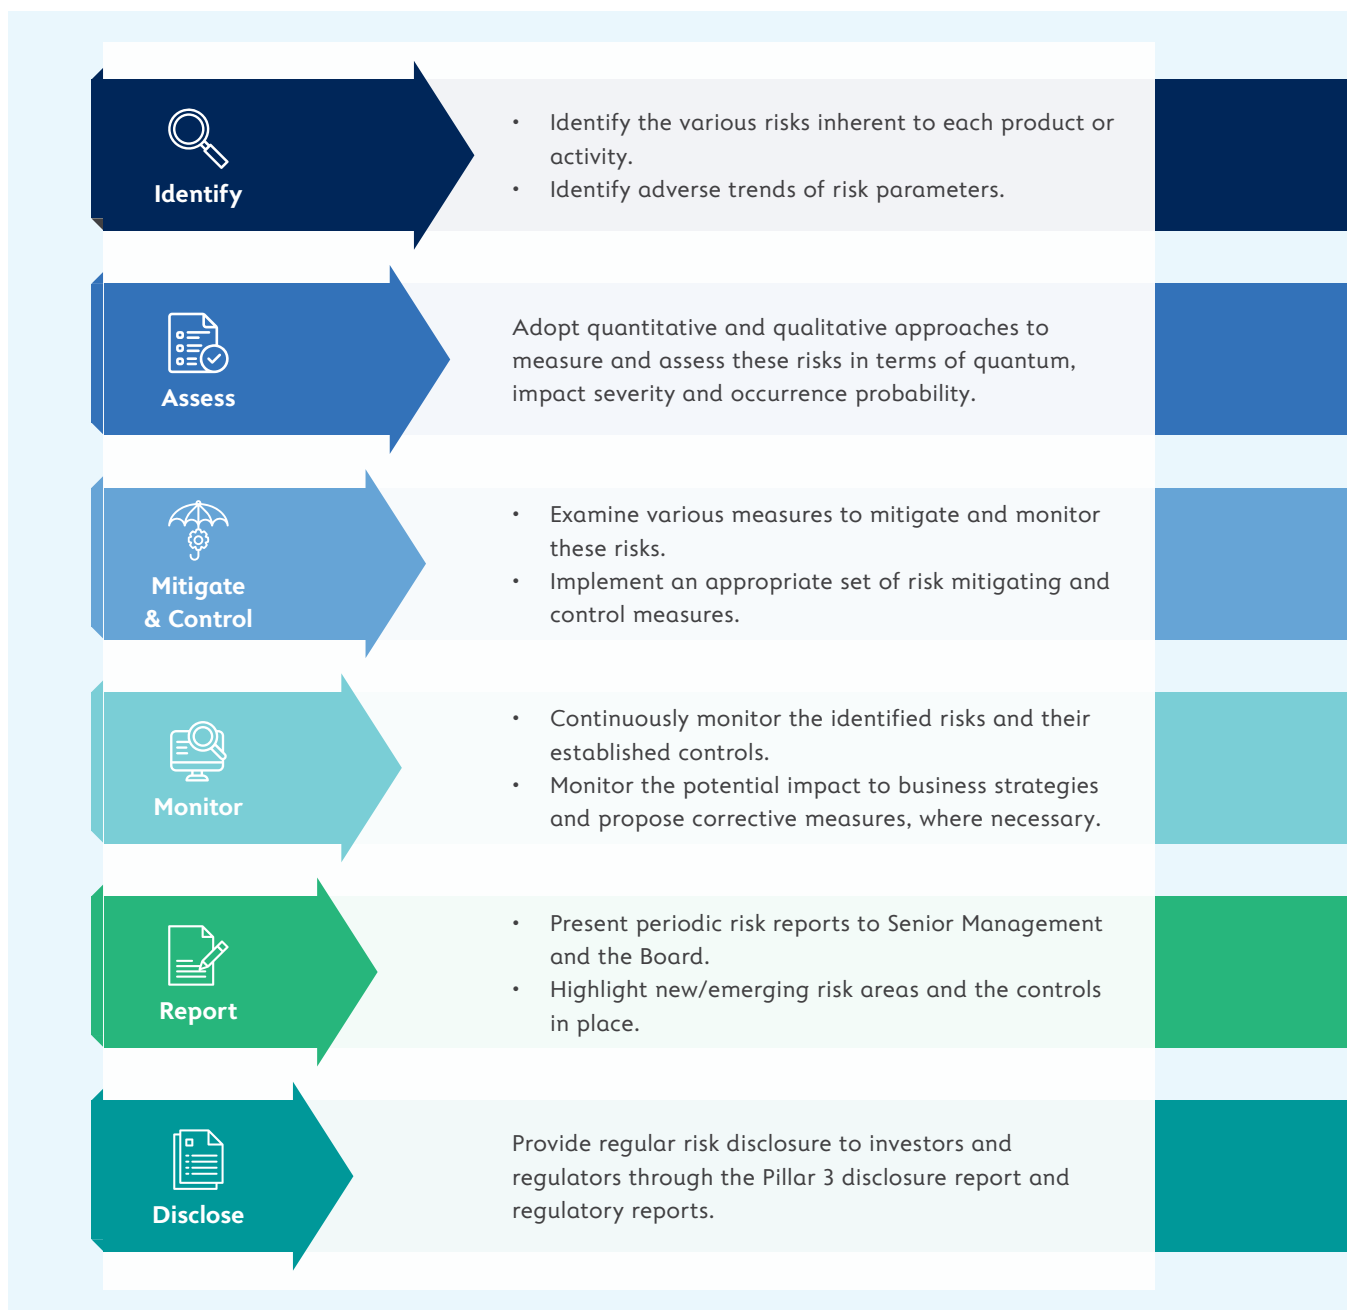 Identify
• Identify the various risks inherent to each product or
activity.
• Identify adverse trends of risk parameters.
Assess
Adopt quantitative and qualitative approaches to
measure and assess these risks in terms of quantum,
impact severity and occurrence probability.
Mitigate
& Control
• Examine various measures to mitigate and monitor
these risks.
• Implement an appropriate set of risk mitigating and
control measures.
Monitor
• Continuously monitor the identified risks and their
established controls.
• Monitor the potential impact to business strategies
and propose corrective measures, where necessary.
Report
• Present periodic risk reports to Senior Management
and the Board.
• Highlight new/emerging risk areas and the controls
in place.
Disclose
Provide regular risk disclosure to investors and
regulators through the Pillar 3 disclosure report and
regulatory reports.